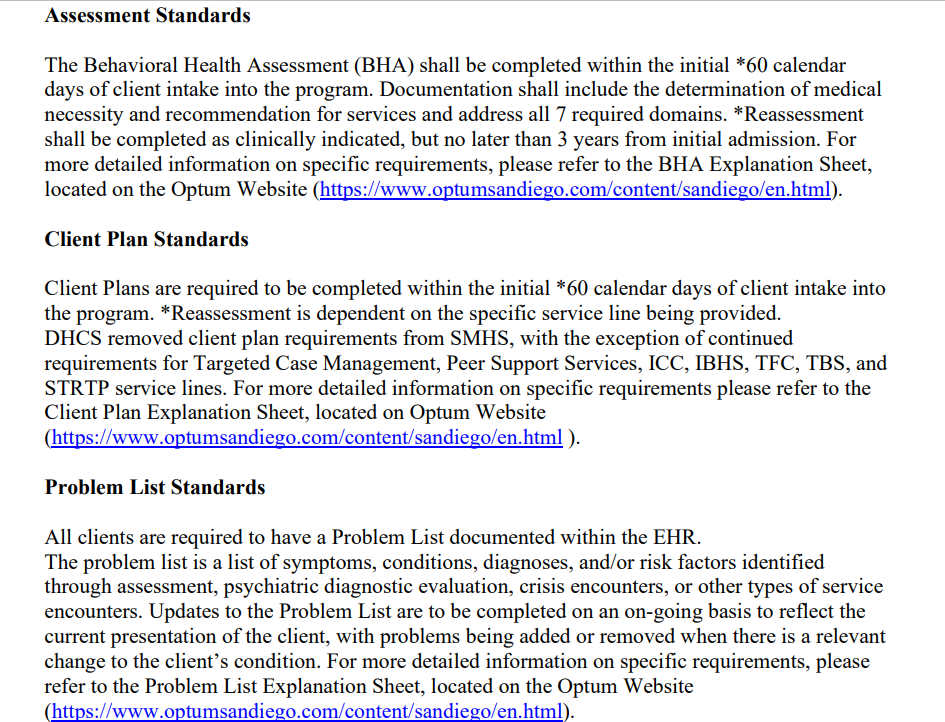 Assessment Standards
The Behavioral Health Assessment (BHA) shall be completed within the initial *60 calendar
days of client intake into the program. Documentation shall include the determination of medical
necessity and recommendation for services and address all 7 required domains. *Reassessment
shall be completed as clinically indicated, but no later than 3 years from initial admission. For
more detailed information on specific requirements, please refer to the BHA Explanation Sheet,
located on the Optum Website (https://www.optumsandiego.com/content/sandiego/en.html).
Client Plan Standards
Client Plans are required to be completed within the initial *60 calendar days of client intake into
the program. *Reassessment is dependent on the specific service line being provided.
DHCS removed client plan requirements from SMHS, with the exception of continued
requirements for Targeted Case Management, Peer Support Services, ICC, IBHS, TFC, TBS, and
STRTP service lines. For more detailed information on specific requirements please refer to the
Client Plan Explanation Sheet, located on Optum Website
(https://www.optumsandiego.com/content/sandiego/en.html ).
Problem List Standards
All clients are required to have a Problem List documented within the EHR.
The problem list is a list of symptoms, conditions, diagnoses, and/or risk factors identified
through assessment, psychiatric diagnostic evaluation, crisis encounters, or other types of service
encounters. Updates to the Problem List are to be completed on an on-going basis to reflect the
current presentation of the client, with problems being added or removed when there is a relevant
change to the client’s condition. For more detailed information on specific requirements, please
refer to the Problem List Explanation Sheet, located on the Optum Website
(https://www.optumsandiego.com/content/sandiego/en.html).